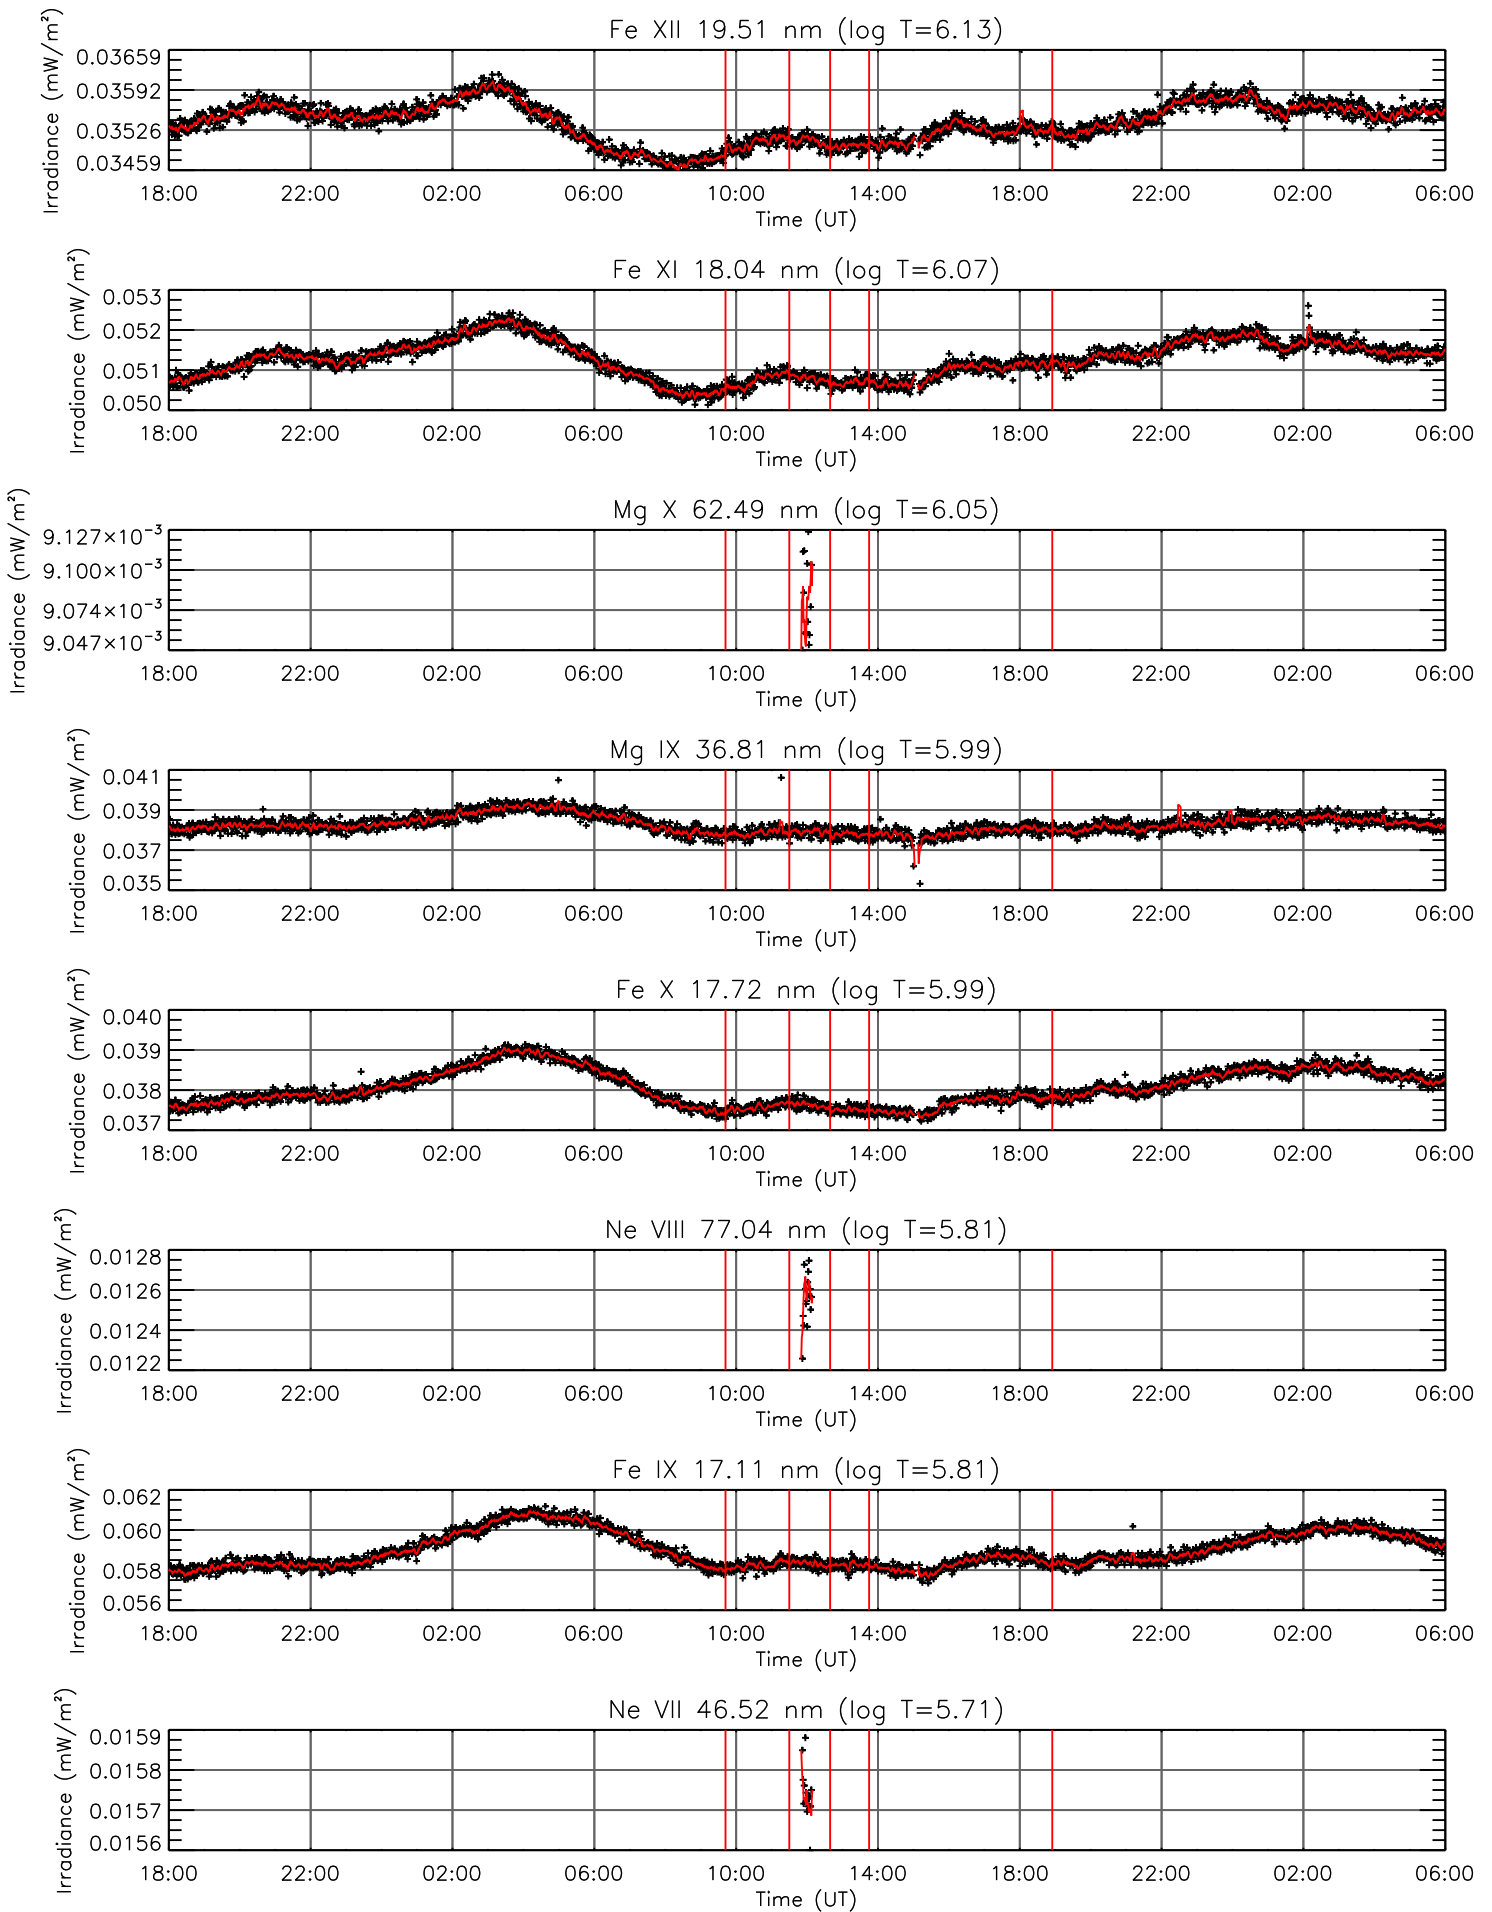 Fe XII 19.51 nm (log T=6.13)
Irradiance (mW/m²)
0.03659
0.03592
0.03526
0.03459
18:00 22:00 02:00 06:00 10:00 14:00 18:00 22:00 02:00 06:00
Time (UT)
Fe XI 18.04 nm (log T=6.07)
Irradiance (mW/m²)
0.053
0.052
0.051
0.050
18:00 22:00 02:00 06:00 10:00 14:00 18:00 22:00 02:00 06:00
Time (UT)
Mg X 62.49 nm (log T=6.05)
Irradiance (mW/m²)
9.127×10⁻³
9.100×10⁻³
9.074×10⁻³
9.047×10⁻³
18:00 22:00 02:00 06:00 10:00 14:00 18:00 22:00 02:00 06:00
Time (UT)
Mg IX 36.81 nm (log T=5.99)
Irradiance (mW/m²)
0.041
0.039
0.037
0.035
18:00 22:00 02:00 06:00 10:00 14:00 18:00 22:00 02:00 06:00
Time (UT)
Fe X 17.72 nm (log T=5.99)
Irradiance (mW/m²)
0.040
0.039
0.038
0.037
18:00 22:00 02:00 06:00 10:00 14:00 18:00 22:00 02:00 06:00
Time (UT)
Ne VIII 77.04 nm (log T=5.81)
Irradiance (mW/m²)
0.0128
0.0126
0.0124
0.0122
18:00 22:00 02:00 06:00 10:00 14:00 18:00 22:00 02:00 06:00
Time (UT)
Fe IX 17.11 nm (log T=5.81)
Irradiance (mW/m²)
0.062
0.060
0.058
0.056
18:00 22:00 02:00 06:00 10:00 14:00 18:00 22:00 02:00 06:00
Time (UT)
Ne VII 46.52 nm (log T=5.71)
Irradiance (mW/m²)
0.0159
0.0158
0.0157
0.0156
18:00 22:00 02:00 06:00 10:00 14:00 18:00 22:00 02:00 06:00
Time (UT)